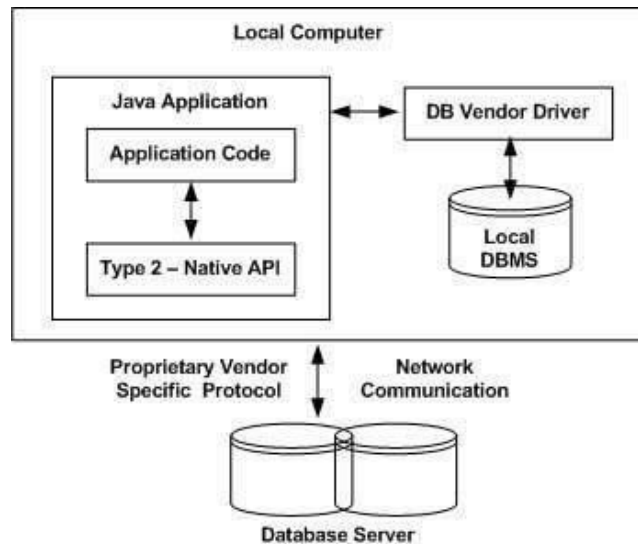 Local Computer
Java Application
Application Code
Type 2 – Native API
DB Vendor Driver
Local
DBMS
Proprietary Vendor
Specific Protocol
Network
Communication
Database Server